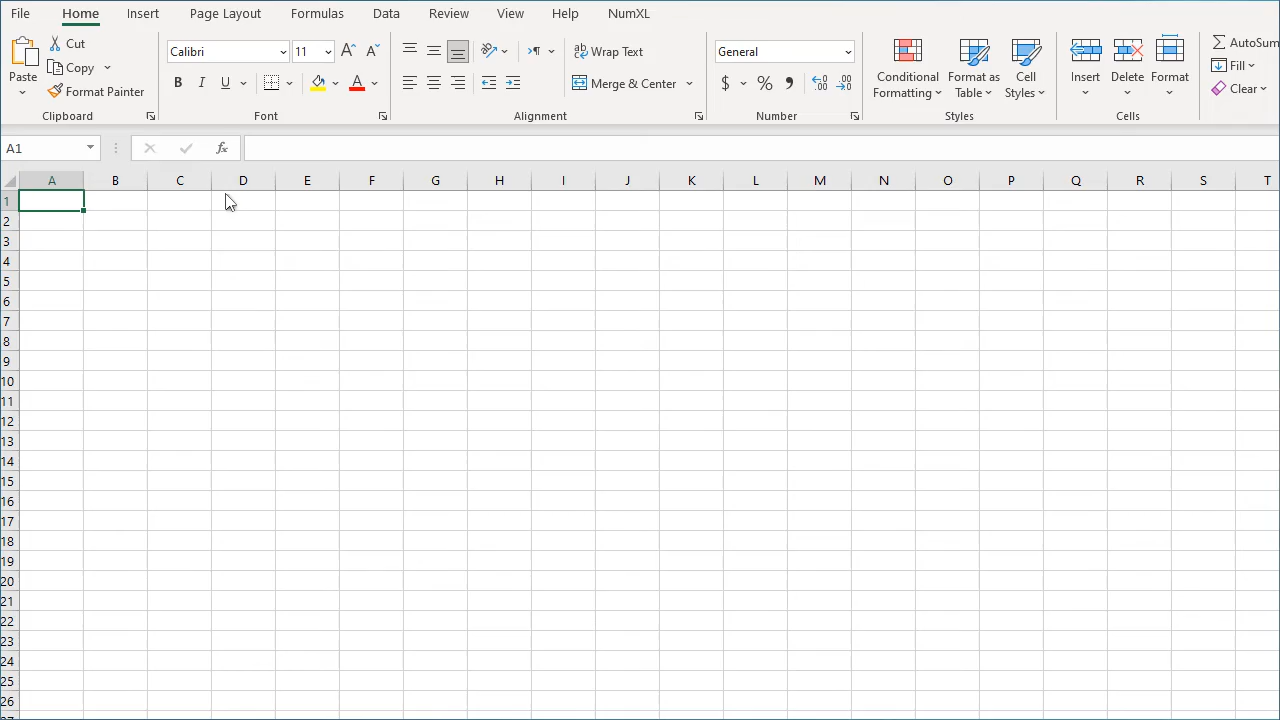 File Home Insert Page Layout Formulas Data Review View Help NumXL
Paste Cut Copy Format Painter Clipboard
Calibri 11 A A B I U A Font
ab c Wrap Text Merge & Center Alignment
General $ % , .00 .0 Number
Conditional Formatting Format as Table Cell Styles Styles
Insert Delete Format Cells
AutoSum Fill Clear
A1 fx
A B C D E F G H I J K L M N O P Q R S T
1
2
3
4
5
6
7
8
9
10
11
12
13
14
15
16
17
18
19
20
21
22
23
24
25
26